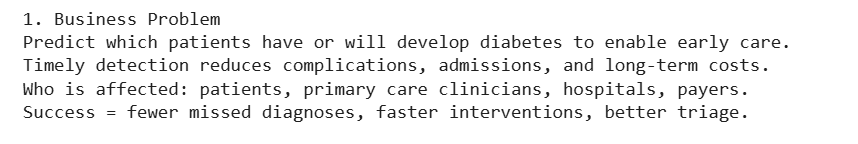 1. Business Problem
Predict which patients have or will develop diabetes to enable early care.
Timely detection reduces complications, admissions, and long-term costs.
Who is affected: patients, primary care clinicians, hospitals, payers.
Success = fewer missed diagnoses, faster interventions, better triage.